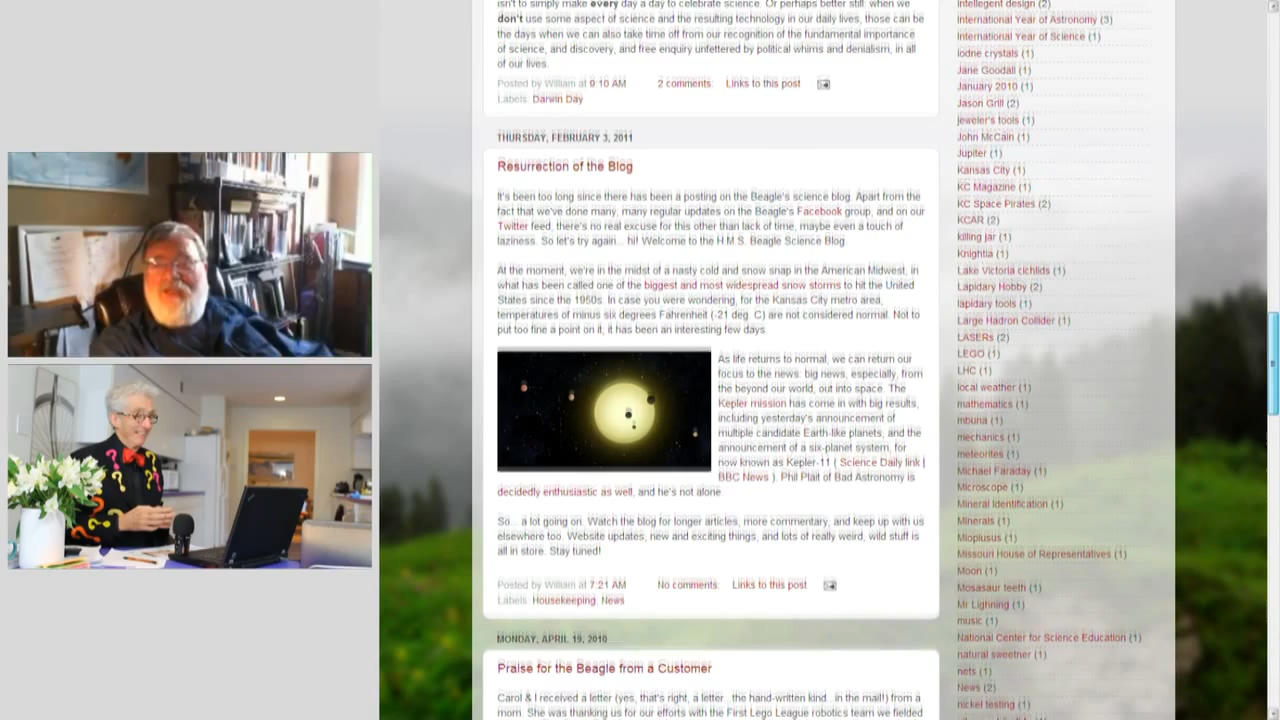 isn't to simply make every day a day to celebrate science. Or perhaps better still: when we
don't use some aspect of science and the resulting technology in our daily lives, those can be
the days when we can also take time off from our recognition of the fundamental importance
of science, and discovery, and free enquiry unfettered by political whims and denialism, in all
of our lives.
Posted by William at 9:10 AM 2 comments: Links to this post
Labels: Darwin Day
THURSDAY, FEBRUARY 3, 2011
Resurrection of the Blog
It's been too long since there has been a posting on the Beagle's science blog. Apart from the
fact that we've done many, many regular updates on the Beagle's Facebook group, and on our
Twitter feed, there's no real excuse for this other than lack of time, maybe even a touch of
laziness. So let's try again... hi! Welcome to the H.M.S. Beagle Science Blog.
At the moment, we're in the midst of a nasty cold and snow snap in the American Midwest, in
what has been called one of the biggest and most widespread snow storms to hit the United
States since the 1950s. In case you were wondering, for the Kansas City metro area,
temperatures of minus six degrees Fahrenheit (-21 deg. C) are not considered normal. Not to
put too fine a point on it, it has been an interesting few days.
As life returns to normal, we can return our
focus to the news: big news, especially, from
the beyond our world, out into space. The
Kepler mission has come in with big results,
including yesterday's announcement of
multiple candidate Earth-like planets, and the
announcement of a six-planet system, for
now known as Kepler-11 ( Science Daily link |
BBC News ). Phil Plait of Bad Astronomy is
decidedly enthusiastic as well, and he's not alone.
So... a lot going on. Watch the blog for longer articles, more commentary, and keep up with us
elsewhere too. Website updates, new and exciting things, and lots of really weird, wild stuff is
all in store. Stay tuned!
Posted by William at 7:21 AM No comments: Links to this post
Labels: Housekeeping, News
MONDAY, APRIL 19, 2010
Praise for the Beagle from a Customer
Carol & I received a letter (yes, that's right, a letter...the hand-written kind...in the mail!) from a
mom. She was thanking us for our efforts with the First Lego League robotics team we fielded
intellegent design (2)
International Year of Astronomy (3)
International Year of Science (1)
Iodne crystals (1)
Jane Goodall (1)
January 2010 (1)
Jason Grill (2)
jeweler's tools (1)
John McCain (1)
Jupiter (1)
Kansas City (1)
KC Magazine (1)
KC Space Pirates (2)
KCAR (2)
killing jar (1)
Knightia (1)
Lake Victoria cichlids (1)
Lapidary Hobby (2)
lapidary tools (1)
Large Hadron Collider (1)
LASERs (2)
LEGO (1)
LHC (1)
local weather (1)
mathematics (1)
mbuna (1)
mechanics (1)
meteorites (1)
Michael Faraday (1)
Microscope (1)
Mineral Identification (1)
Minerals (1)
Mioplusus (1)
Missouri House of Representatives (1)
Moon (1)
Mosasaur teeth (1)
Mr Lighning (1)
music (1)
National Center for Science Education (1)
natural sweetner (1)
nets (1)
News (2)
nickel testing (1)